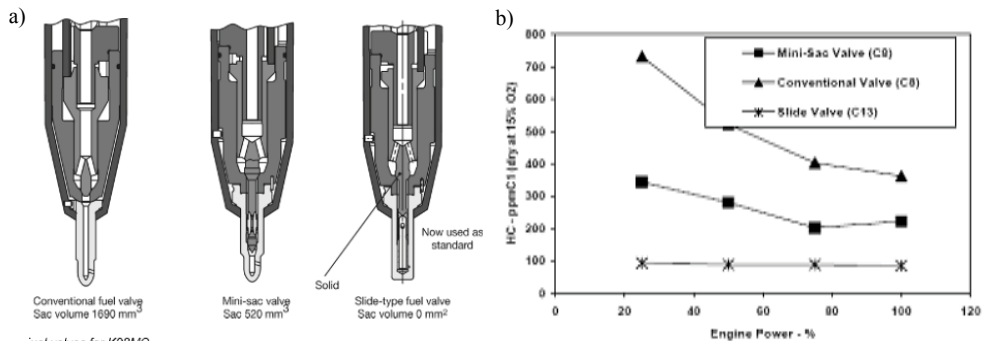 a)
Conventional fuel valve
Sac volume 1690 mm3
Mini-sac valve
Sac 520 mm3
Solid
Now used as
standard
Slide-type fuel valve
Sac volume 0 mm2
b)
HC - ppmC1 (dry at 15% O2)
800
700
600
500
400
300
200
100
0
Mini-Sac Valve (C9)
Conventional Valve (C8)
Slide Valve (C13)
0
20
40
60
80
100
120
Engine Power - %